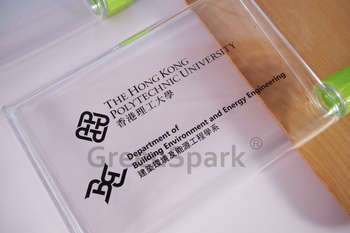 THE HONG KONG
POLYTECHNIC UNIVERSITY
香港理工大學
Department of
Building Environment and Energy Engineering
建築環境及能源工程學系
GreenSpark®